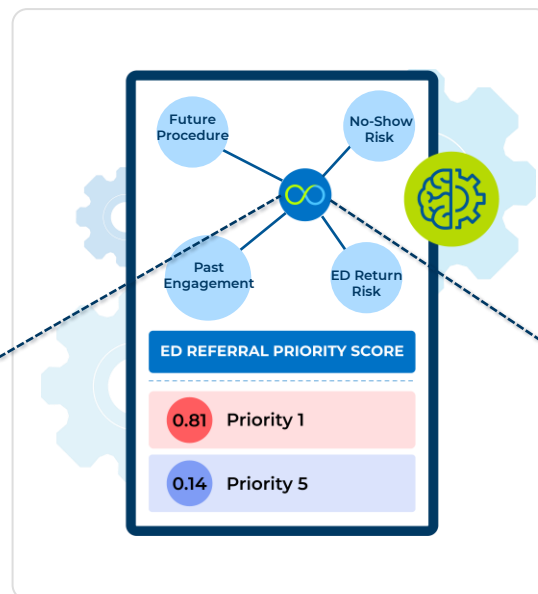 Future
Procedure
No-Show
Risk
Past
Engagement
ED Return
Risk
ED REFERRAL PRIORITY SCORE
0.81 Priority 1
0.14 Priority 5